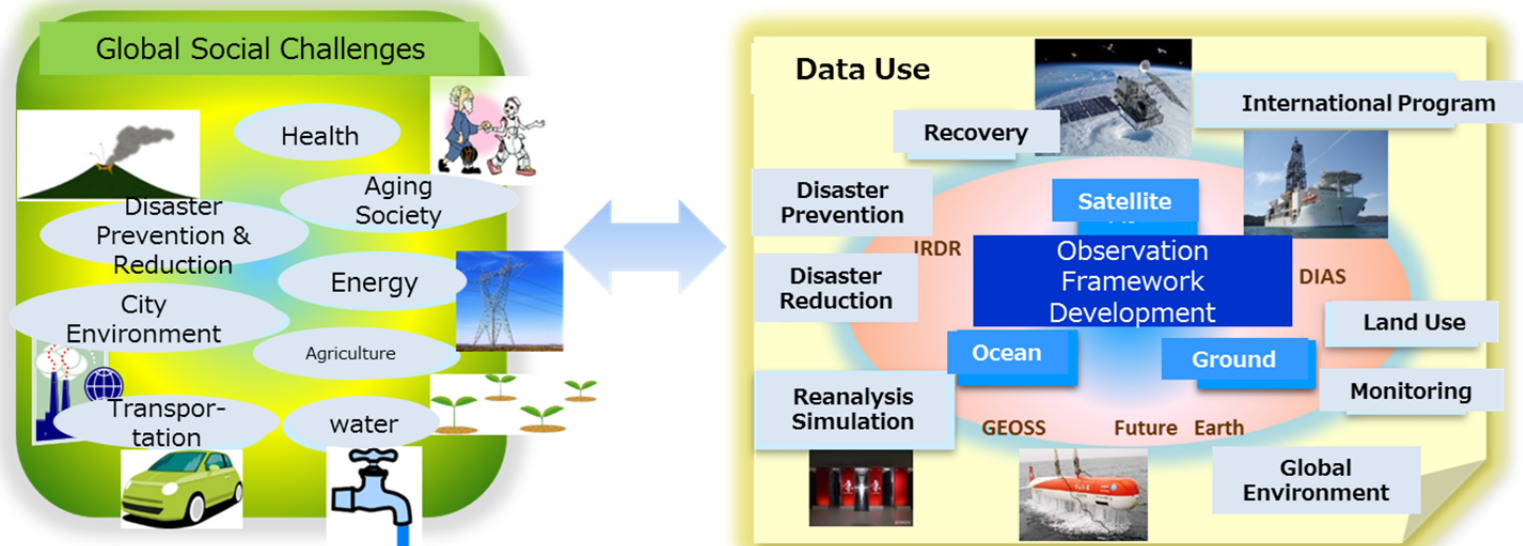 Global Social Challenges
Health
Aging
Society
Disaster
Prevention &
Reduction
Energy
City
Environment
Agriculture
Transpor-
tation
water
Data Use
International Program
Recovery
Disaster
Prevention
Satellite
IRDR
Observation
Framework
Development
DIAS
Disaster
Reduction
Land Use
Ocean
Ground
Monitoring
Reanalysis
Simulation
GEOSS
Future Earth
Global
Environment